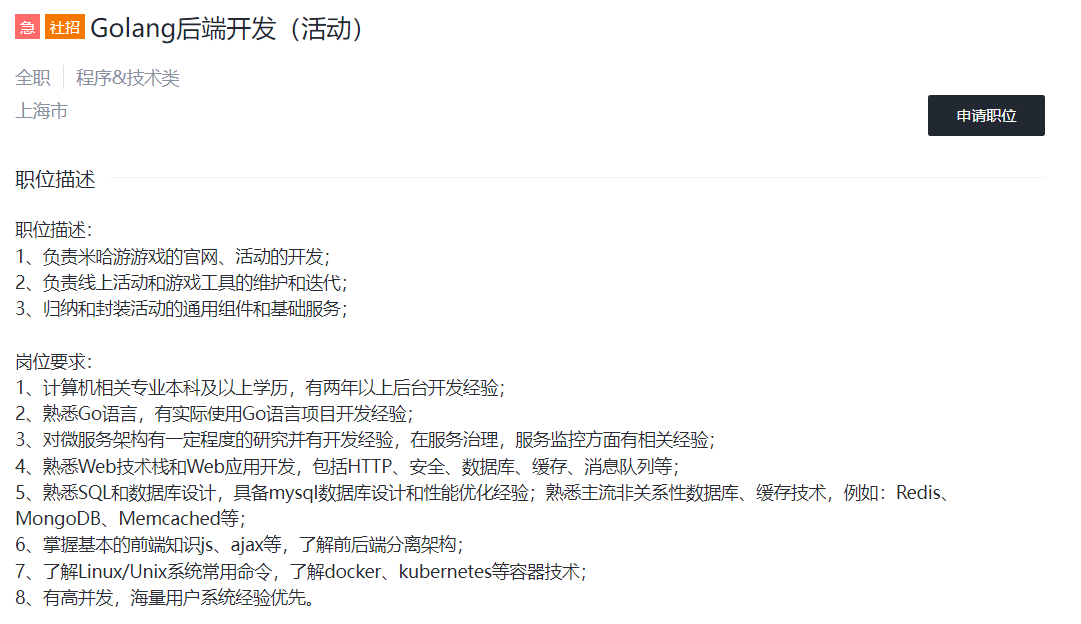 急 社招 Golang后端开发（活动）
全职 程序&技术类
上海市
申请职位
职位描述
职位描述：
1、负责米哈游游戏的官网、活动的开发；
2、负责线上活动和游戏工具的维护和迭代；
3、归纳和封装活动的通用组件和基础服务；
岗位要求：
1、计算机相关专业本科及以上学历，有两年以上后台开发经验；
2、熟悉Go语言，有实际使用Go语言项目开发经验；
3、对微服务架构有一定程度的研究并有开发经验，在服务治理，服务监控方面有相关经验；
4、熟悉Web技术栈和Web应用开发，包括HTTP、安全、数据库、缓存、消息队列等；
5、熟悉SQL和数据库设计，具备mysql数据库设计和性能优化经验；熟悉主流非关系性数据库、缓存技术，例如：Redis、
MongoDB、Memcached等；
6、掌握基本的前端知识js、ajax等，了解前后端分离架构；
7、了解Linux/Unix系统常用命令，了解docker、kubernetes等容器技术；
8、有高并发，海量用户系统经验优先。